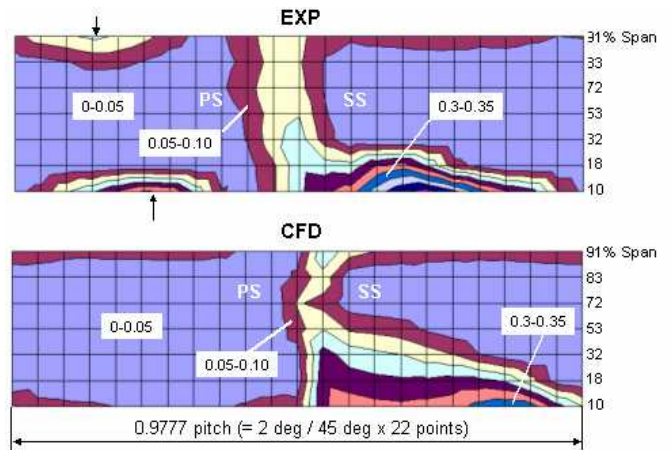 EXP
91% Span
83
72
53
32
18
10
PS
SS
0-0.05
0.05-0.10
0.3-0.35
CFD
91% Span
83
72
53
32
18
10
PS
SS
0-0.05
0.05-0.10
0.3-0.35
0.9777 pitch (= 2 deg / 45 deg x 22 points)